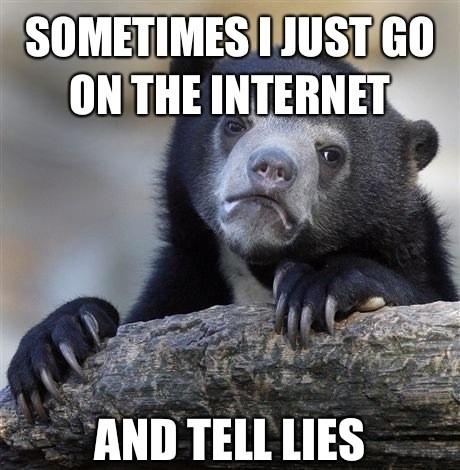 SOMETIMES I JUST GO
ON THE INTERNET
AND TELL LIES